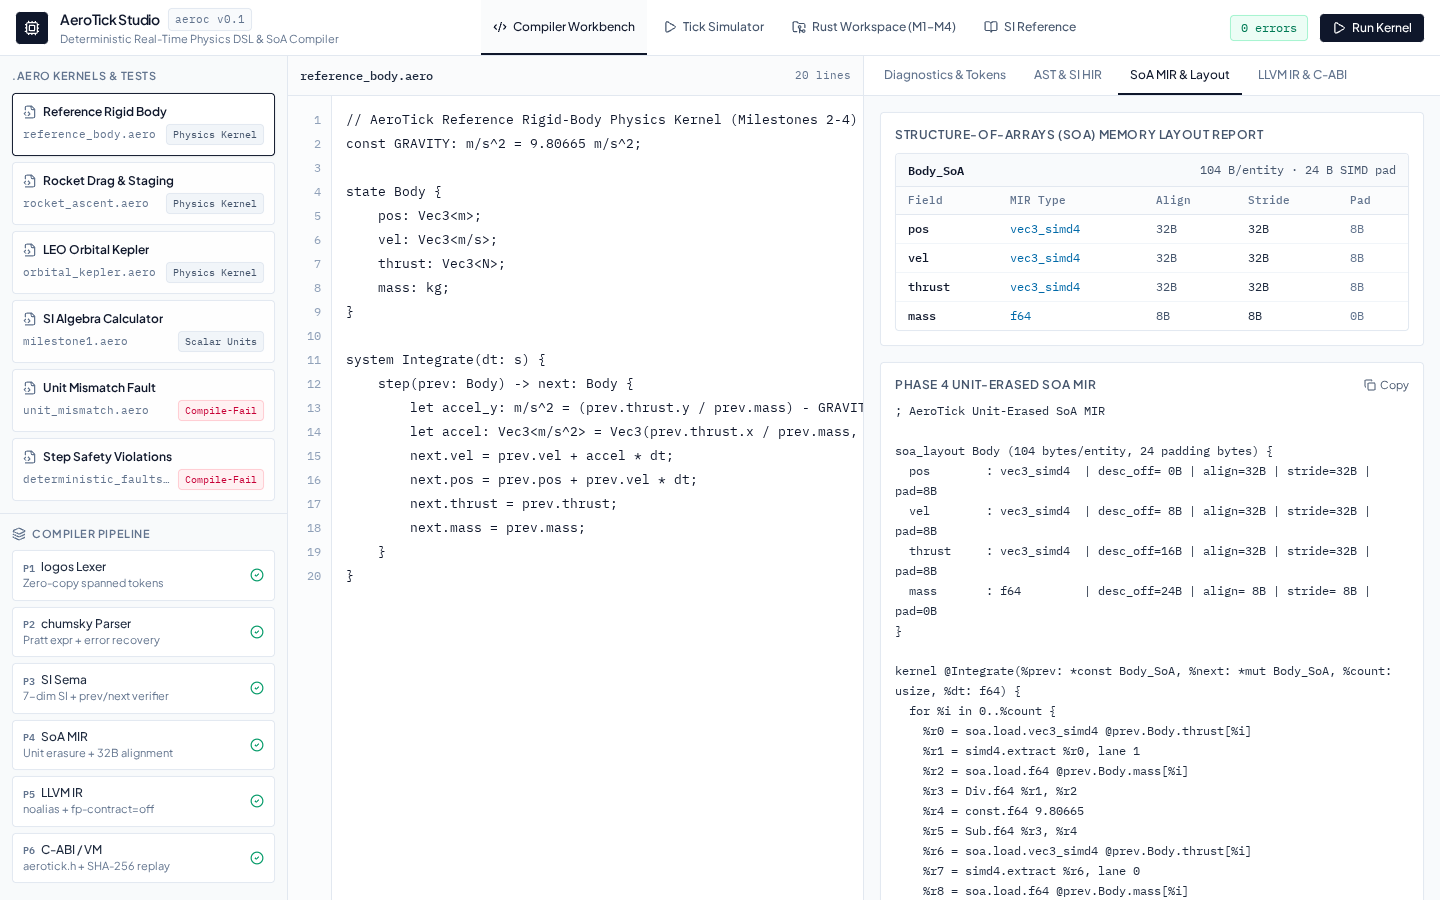 AeroTick Studio aeroc v0.1
Deterministic Real-Time Physics DSL & SoA Compiler
Compiler Workbench
Tick Simulator
Rust Workspace (M1–M4)
SI Reference
0 errors
Run Kernel
.AERO KERNELS & TESTS
Reference Rigid Body
reference_body.aero Physics Kernel
Rocket Drag & Staging
rocket_ascent.aero Physics Kernel
LEO Orbital Kepler
orbital_kepler.aero Physics Kernel
SI Algebra Calculator
milestone1.aero Scalar Units
Unit Mismatch Fault
unit_mismatch.aero Compile-Fail
Step Safety Violations
deterministic_faults… Compile-Fail
COMPILER PIPELINE
P1 logos Lexer
Zero-copy spanned tokens
P2 chumsky Parser
Pratt expr + error recovery
P3 SI Sema
7-dim SI + prev/next verifier
P4 SoA MIR
Unit erasure + 32B alignment
P5 LLVM IR
noalias + fp-contract=off
P6 C-ABI / VM
aerotick.h + SHA-256 replay
reference_body.aero 20 lines
1 // AeroTick Reference Rigid-Body Physics Kernel (Milestones 2-4)
2 const GRAVITY: m/s^2 = 9.80665 m/s^2;
3
4 state Body {
5 pos: Vec3<m>;
6 vel: Vec3<m/s>;
7 thrust: Vec3<N>;
8 mass: kg;
9 }
10
11 system Integrate(dt: s) {
12 step(prev: Body) -> next: Body {
13 let accel_y: m/s^2 = (prev.thrust.y / prev.mass) - GRAVIT
14 let accel: Vec3<m/s^2> = Vec3(prev.thrust.x / prev.mass,
15 next.vel = prev.vel + accel * dt;
16 next.pos = prev.pos + prev.vel * dt;
17 next.thrust = prev.thrust;
18 next.mass = prev.mass;
19 }
20 }
Diagnostics & Tokens
AST & SI HIR
SoA MIR & Layout
LLVM IR & C-ABI
STRUCTURE-OF-ARRAYS (SOA) MEMORY LAYOUT REPORT
Body_SoA 104 B/entity · 24 B SIMD pad
Field MIR Type Align Stride Pad
pos vec3_simd4 32B 32B 8B
vel vec3_simd4 32B 32B 8B
thrust vec3_simd4 32B 32B 8B
mass f64 8B 8B 0B
PHASE 4 UNIT-ERASED SOA MIR Copy
; AeroTick Unit-Erased SoA MIR
soa_layout Body (104 bytes/entity, 24 padding bytes) {
pos : vec3_simd4 | desc_off= 0B | align=32B | stride=32B |
pad=8B
vel : vec3_simd4 | desc_off= 8B | align=32B | stride=32B |
pad=8B
thrust : vec3_simd4 | desc_off=16B | align=32B | stride=32B |
pad=8B
mass : f64 | desc_off=24B | align= 8B | stride= 8B |
pad=0B
}
kernel @Integrate(%prev: *const Body_SoA, %next: *mut Body_SoA, %count:
usize, %dt: f64) {
for %i in 0..%count {
%r0 = soa.load.vec3_simd4 @prev.Body.thrust[%i]
%r1 = simd4.extract %r0, lane 1
%r2 = soa.load.f64 @prev.Body.mass[%i]
%r3 = Div.f64 %r1, %r2
%r4 = const.f64 9.80665
%r5 = Sub.f64 %r3, %r4
%r6 = soa.load.vec3_simd4 @prev.Body.thrust[%i]
%r7 = simd4.extract %r6, lane 0
%r8 = soa.load.f64 @prev.Body.mass[%i]